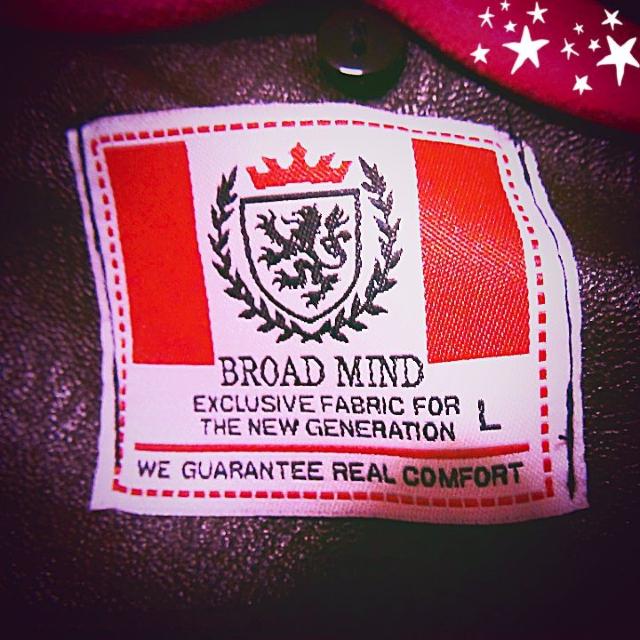 BROAD MIND
EXCLUSIVE FABRIC FOR
THE NEW GENERATION
L
WE GUARANTEE REAL COMFORT